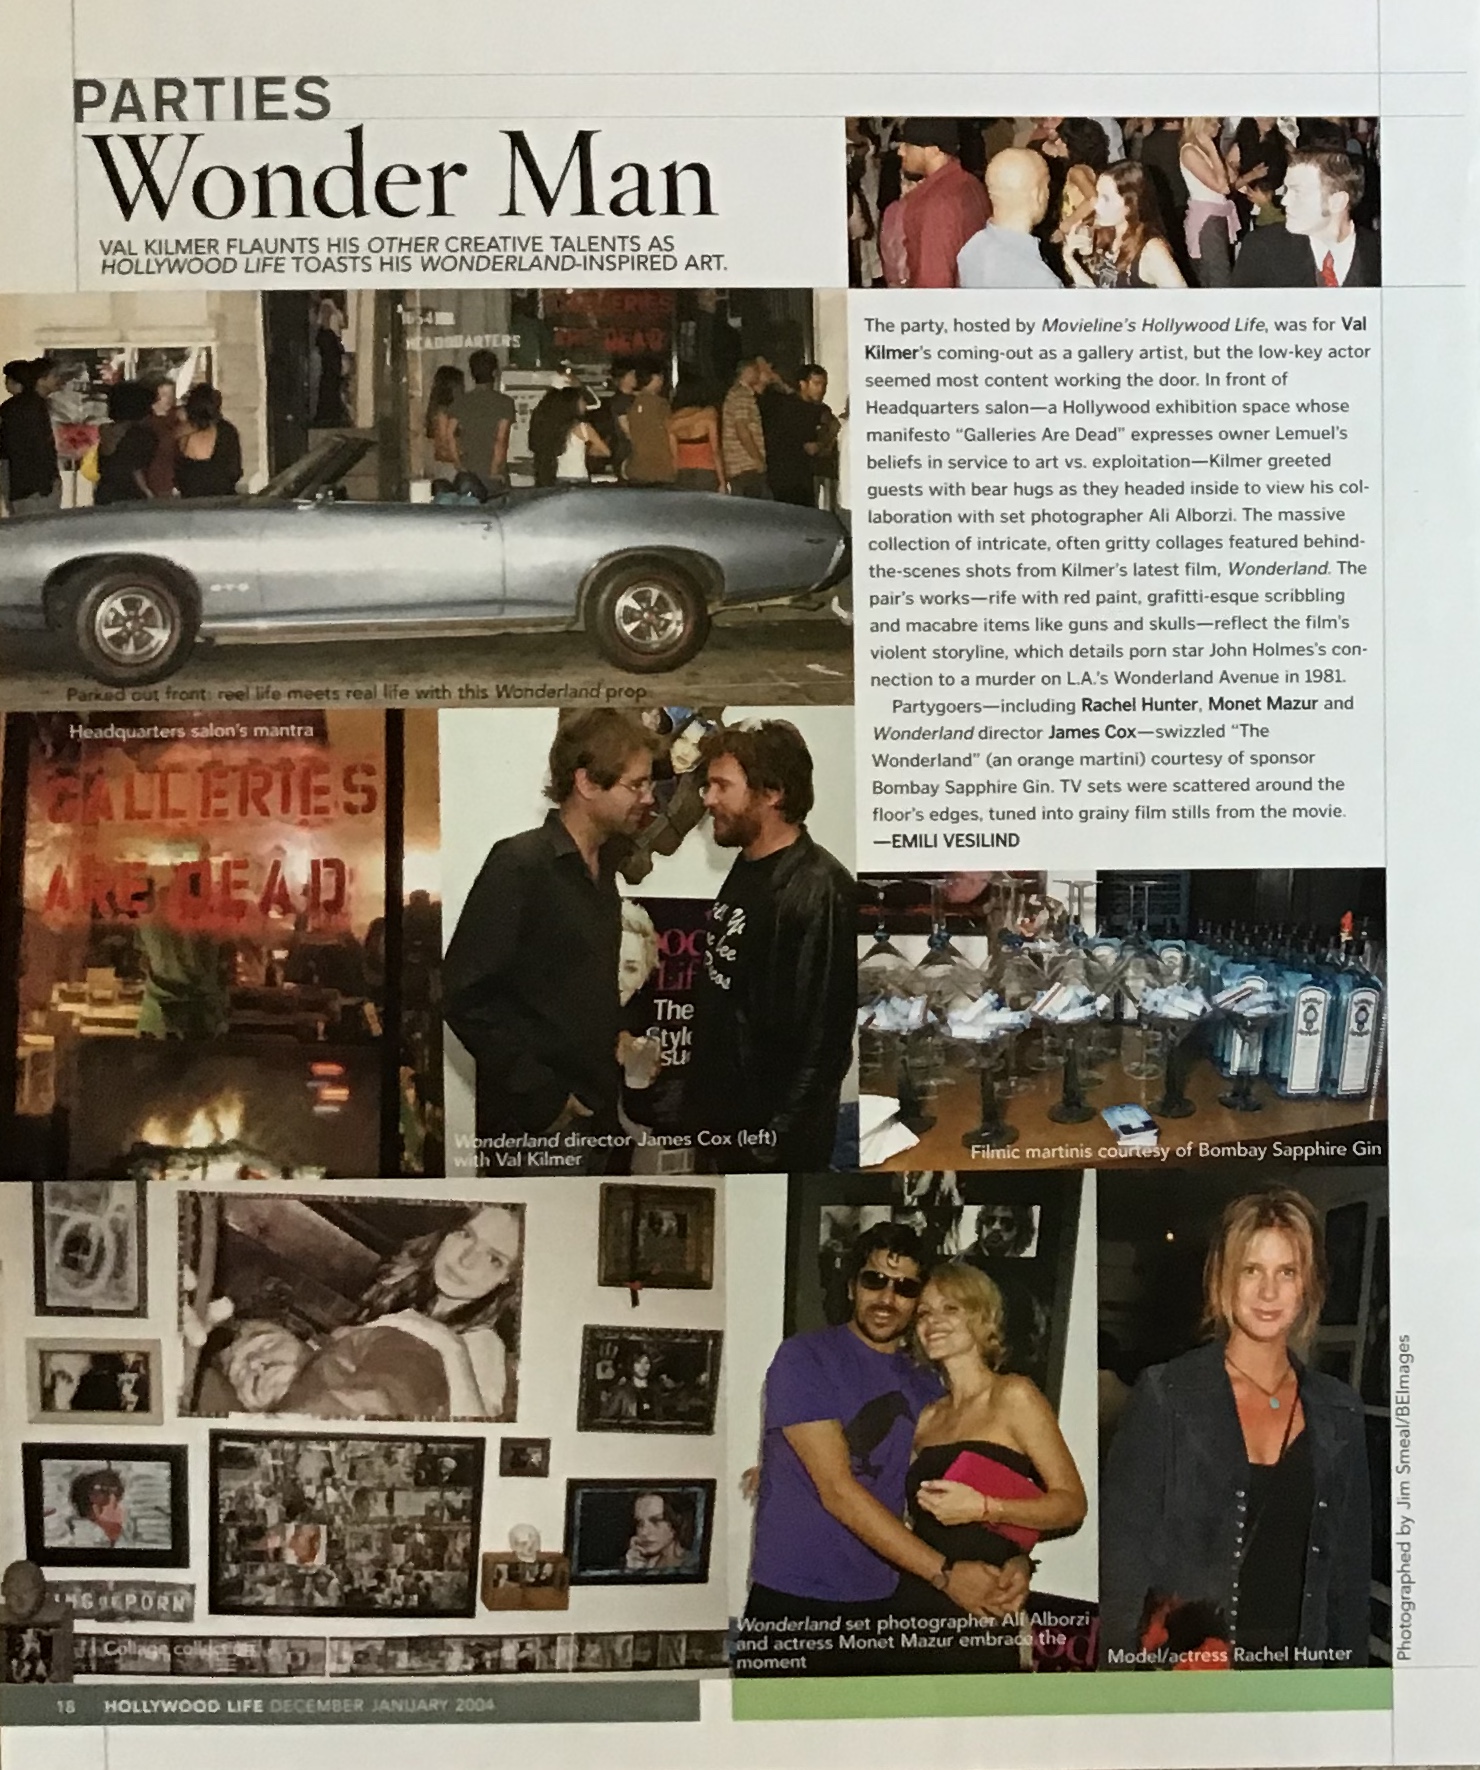 PARTIES
Wonder Man
VAL KILMER FLAUNTS HIS OTHER CREATIVE TALENTS AS
HOLLYWOOD LIFE TOASTS HIS WONDERLAND-INSPIRED ART.
The party, hosted by Movieline's Hollywood Life, was for Val
Kilmer's coming-out as a gallery artist, but the low-key actor
seemed most content working the door. In front of
Headquarters salon—a Hollywood exhibition space whose
manifesto “Galleries Are Dead” expresses owner Lemuel's
beliefs in service to art vs. exploitation—Kilmer greeted
guests with bear hugs as they headed inside to view his col-
laboration with set photographer Ali Alborzi. The massive
collection of intricate, often gritty collages featured behind-
the-scenes shots from Kilmer's latest film, Wonderland. The
pair's works—rife with red paint, grafitti-esque scribbling
and macabre items like guns and skulls—reflect the film's
violent storyline, which details porn star John Holmes's con-
nection to a murder on L.A.'s Wonderland Avenue in 1981.
Partygoers—including Rachel Hunter, Monet Mazur and
Wonderland director James Cox—swizzled “The
Wonderland” (an orange martini) courtesy of sponsor
Bombay Sapphire Gin. TV sets were scattered around the
floor's edges, tuned into grainy film stills from the movie.
—EMILI VESILIND
HEADQUARTERS
GALLERIES
ARE DEAD
GTO
Parked out front: reel life meets real life with this Wonderland prop.
Headquarters salon's mantra
GALLERIES
ARE DEAD
Life
The
Wonderland director James Cox (left)
with Val Kilmer
Filmic martinis courtesy of Bombay Sapphire Gin
PORN
Collage collection
Wonderland set photographer Ali Alborzi
and actress Monet Mazur embrace the
moment
Model/actress Rachel Hunter
Photographed by Jim Smeal/BEImages
18 HOLLYWOOD LIFE DECEMBER JANUARY 2004